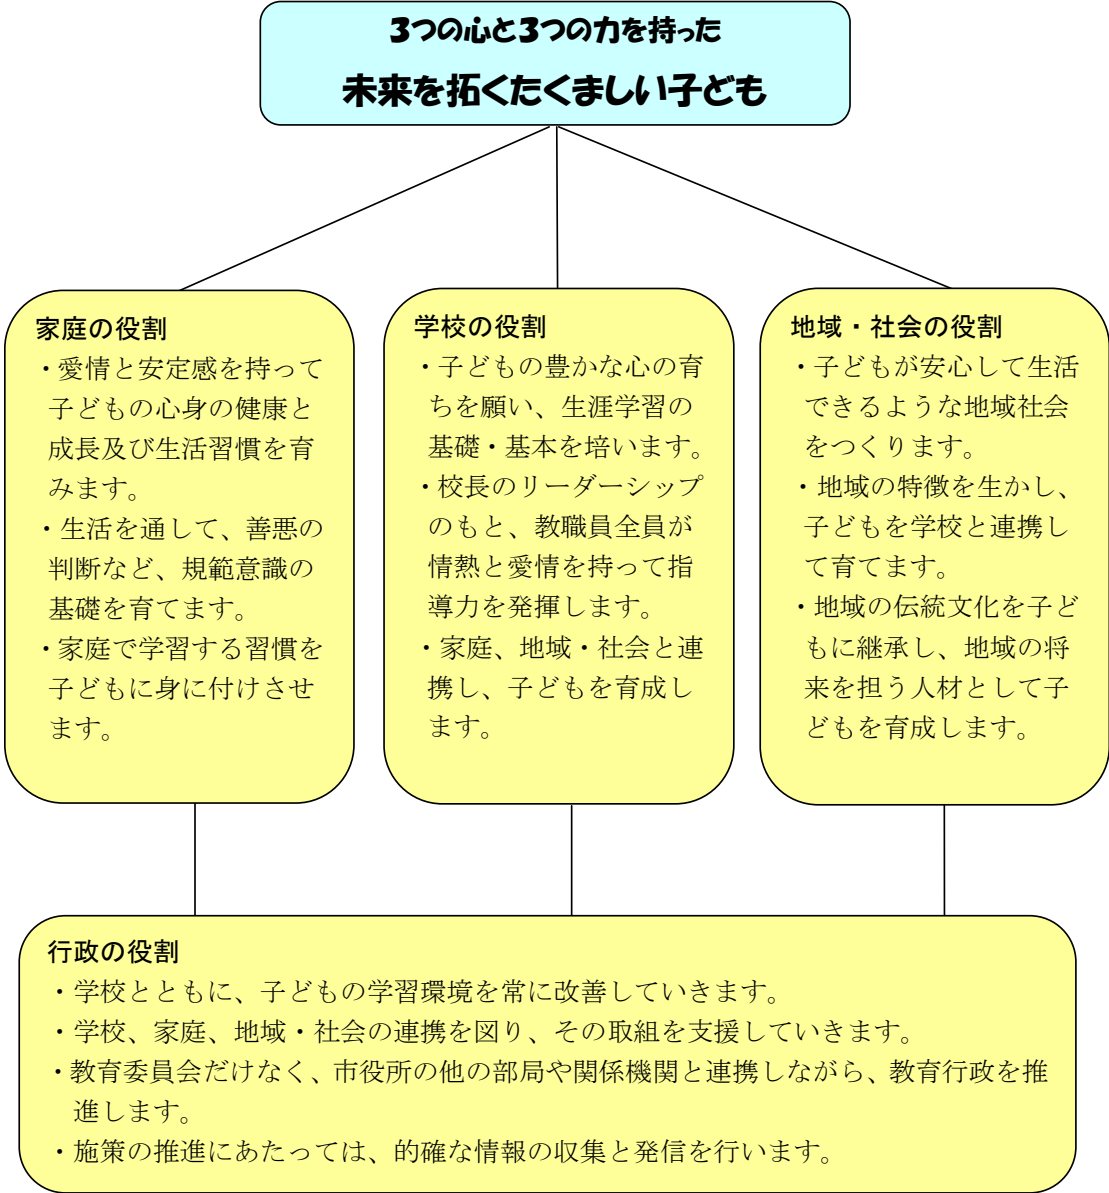 3つの心と3つの力を持った
未来を拓くたくましい子ども
家庭の役割
・愛情と安定感を持って
子どもの心身の健康と
成長及び生活習慣を育
みます。
・生活を通して、善悪の
判断など、規範意識の
基礎を育てます。
・家庭で学習する習慣を
子どもに身に付けさせ
ます。
学校の役割
・子どもの豊かな心の育
ちを願い、生涯学習の
基礎・基本を培います。
・校長のリーダーシップ
のもと、教職員全員が
情熱と愛情を持って指
導力を発揮します。
・家庭、地域・社会と連
携し、子どもを育成し
ます。
地域・社会の役割
・子どもが安心して生活
できるような地域社会
をつくります。
・地域の特徴を生かし、
子どもを学校と連携し
て育てます。
・地域の伝統文化を子ど
もに継承し、地域の将
来を担う人材として子
どもを育成します。
行政の役割
・学校とともに、子どもの学習環境を常に改善していきます。
・学校、家庭、地域・社会の連携を図り、その取組を支援していきます。
・教育委員会だけなく、市役所の他の部局や関係機関と連携しながら、教育行政を推
進します。
・施策の推進にあたっては、的確な情報の収集と発信を行います。